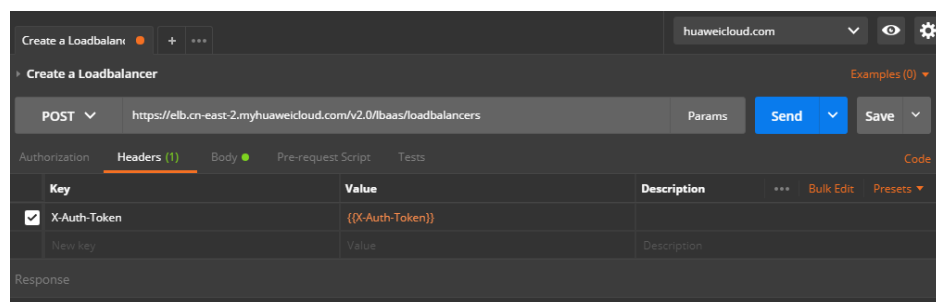 huaweicloud.com
Create a Loadbalanc
+
Create a Loadbalancer
Examples (0)
POST
https://elb.cn-east-2.myhuaweicloud.com/v2.0/lbaas/loadbalancers
Params
Send
Save
Authorization Headers (1) Body Pre-request Script Tests Code
Key Value Description Bulk Edit Presets
X-Auth-Token {{X-Auth-Token}}
New key Value Description
Response